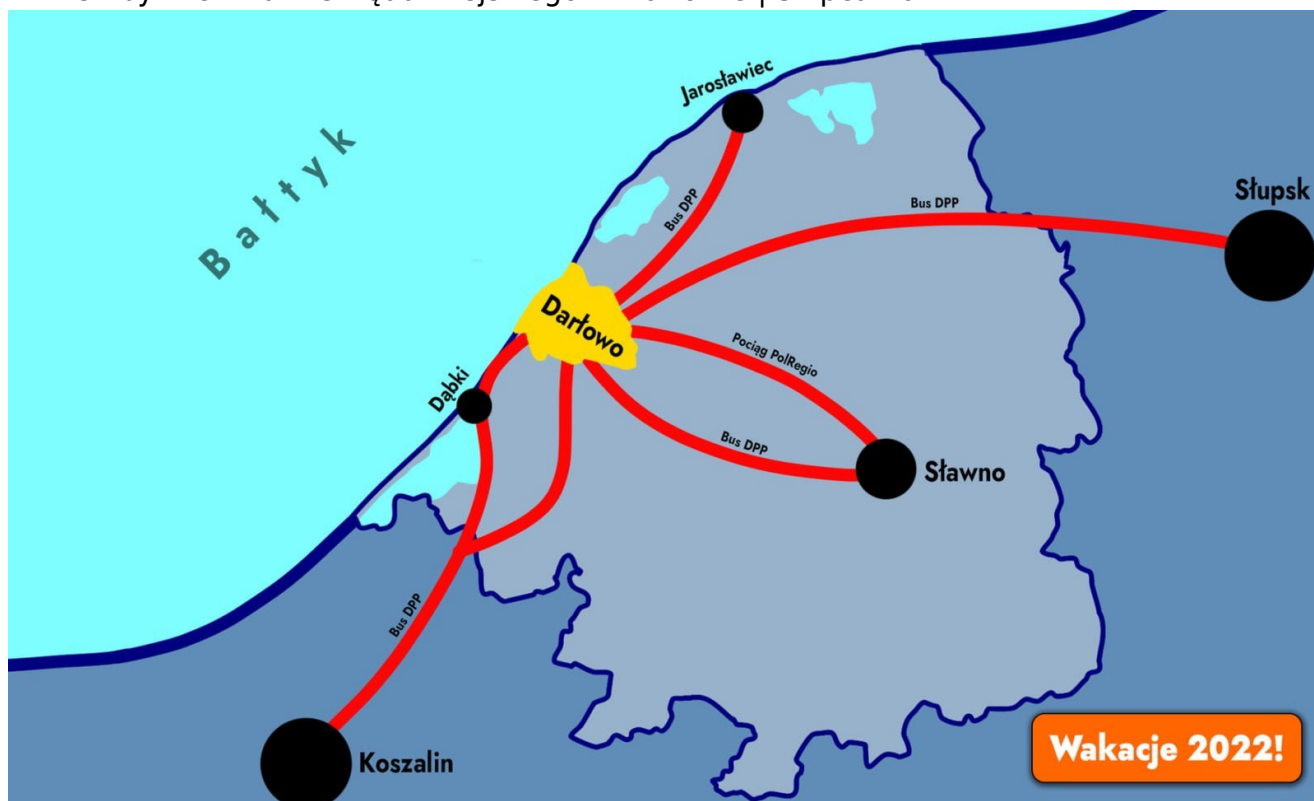 Jarosławiec
Bałtyk
Słupsk
Bus DPP
Bus DPP
Darłowo
Pociąg PolRegio
Dąbki
Bus DPP
Sławno
Bus DPP
Koszalin
Wakacje 2022!